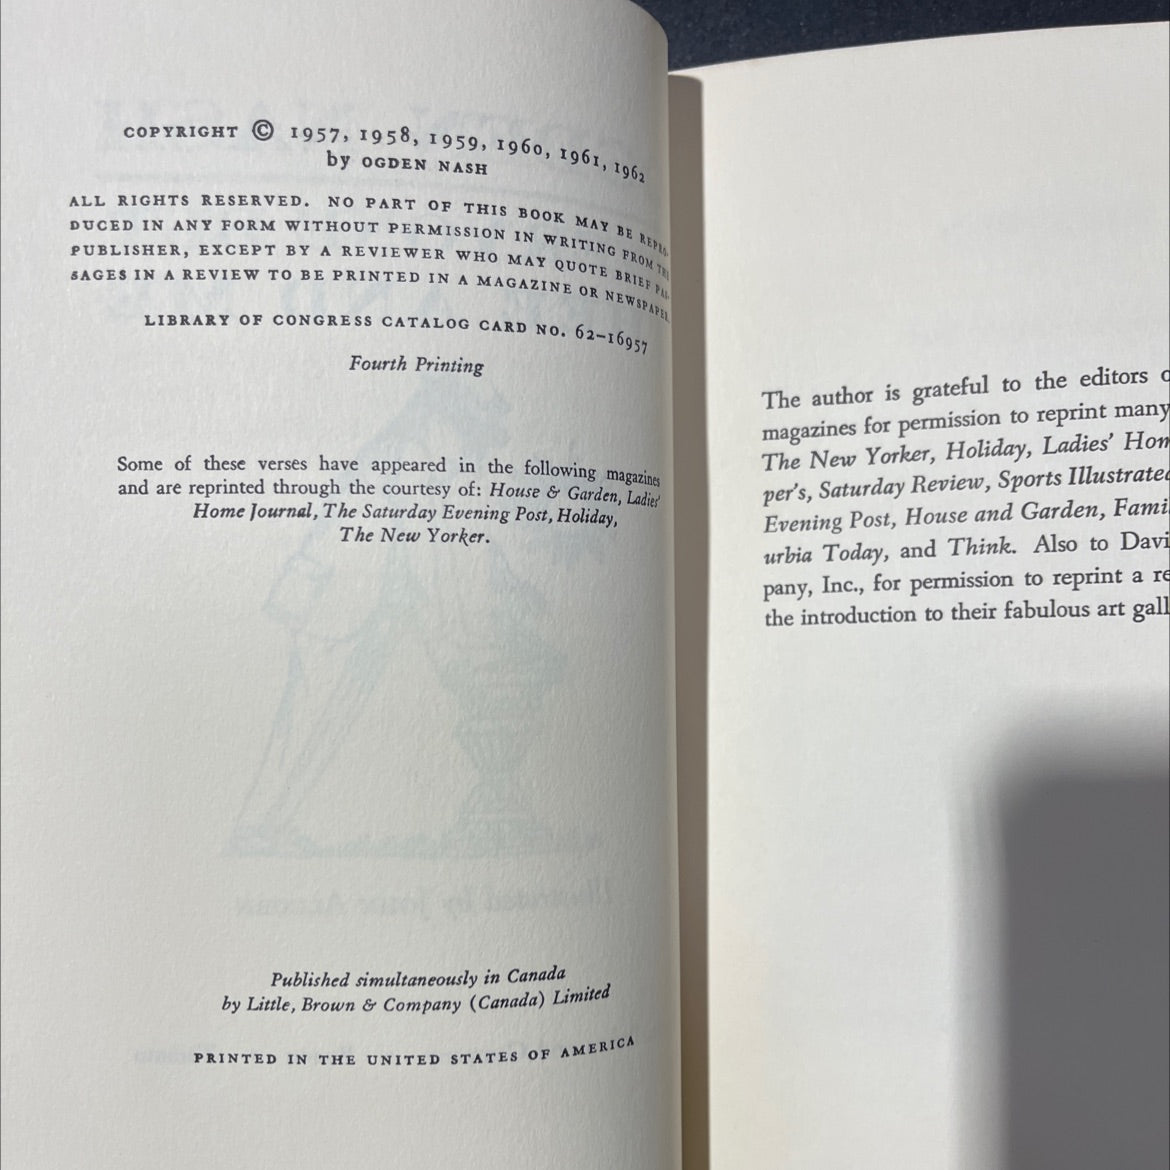 COPYRIGHT © 1957, 1958, 1959, 1960, 1961, 1962
by OGDEN NASH
ALL RIGHTS RESERVED. NO PART OF THIS BOOK MAY BE REPRO-
DUCED IN ANY FORM WITHOUT PERMISSION IN WRITING FROM THE
PUBLISHER, EXCEPT BY A REVIEWER WHO MAY QUOTE BRIEF PAS-
SAGES IN A REVIEW TO BE PRINTED IN A MAGAZINE OR NEWSPAPER.
LIBRARY OF CONGRESS CATALOG CARD NO. 62-16957
Fourth Printing
Some of these verses have appeared in the following magazines
and are reprinted through the courtesy of: House & Garden, Ladies'
Home Journal, The Saturday Evening Post, Holiday,
The New Yorker.
Published simultaneously in Canada
by Little, Brown & Company (Canada) Limited
PRINTED IN THE UNITED STATES OF AMERICA
The author is grateful to the editors
magazines for permission to reprint many
The New Yorker, Holiday, Ladies' Hom
per's, Saturday Review, Sports Illustrated
Evening Post, House and Garden, Fami
urbia Today, and Think. Also to Davi
pany, Inc., for permission to reprint a re
the introduction to their fabulous art gall